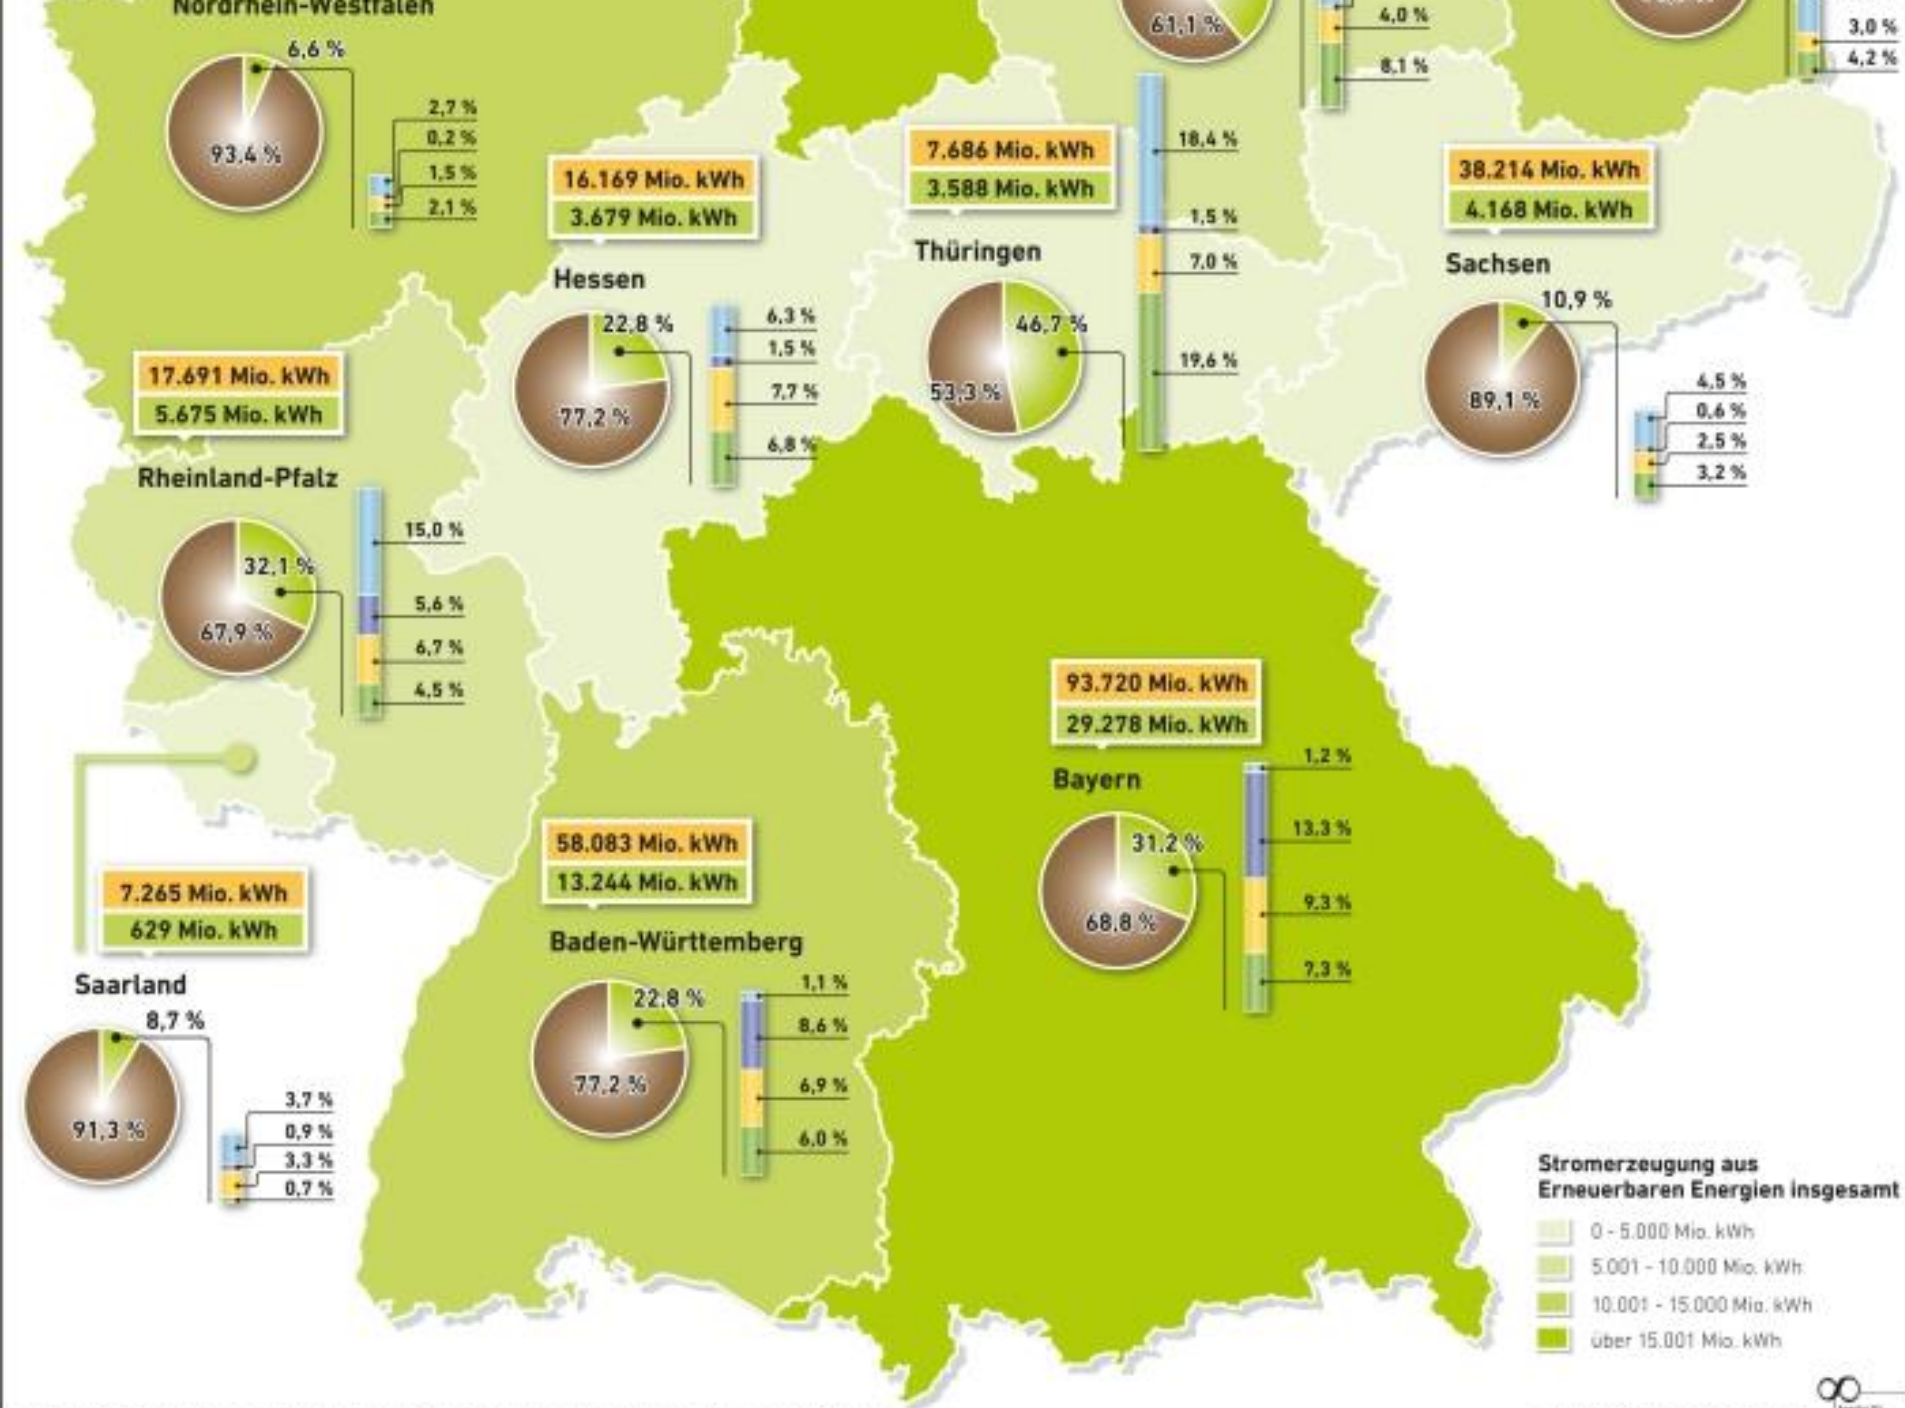 Nordrhein-Westfalen
6,6 %
93,4 %
2,7 %
0,2 %
1,5 %
2,1 %
61,1 %
4,0 %
8,1 %
3,0 %
4,2 %
16.169 Mio. kWh
3.679 Mio. kWh
Hessen
22,8 %
77,2 %
6,3 %
1,5 %
7,7 %
6,8 %
7.686 Mio. kWh
3.588 Mio. kWh
Thüringen
46,7 %
53,3 %
18,4 %
1,5 %
7,0 %
19,6 %
38.214 Mio. kWh
4.168 Mio. kWh
Sachsen
10,9 %
89,1 %
4,5 %
0,6 %
2,5 %
3,2 %
17.691 Mio. kWh
5.675 Mio. kWh
Rheinland-Pfalz
32,1 %
67,9 %
15,0 %
5,6 %
6,7 %
4,5 %
93.720 Mio. kWh
29.278 Mio. kWh
Bayern
31,2 %
68,8 %
1,2 %
13,3 %
9,3 %
7,3 %
58.083 Mio. kWh
13.244 Mio. kWh
Baden-Württemberg
22,8 %
77,2 %
1,1 %
8,6 %
6,9 %
6,0 %
7.265 Mio. kWh
629 Mio. kWh
Saarland
8,7 %
91,3 %
3,7 %
0,9 %
3,3 %
0,7 %
Stromerzeugung aus
Erneuerbaren Energien insgesamt
0 - 5.000 Mio. kWh
5.001 - 10.000 Mio. kWh
10.001 - 15.000 Mio. kWh
über 15.001 Mio. kWh